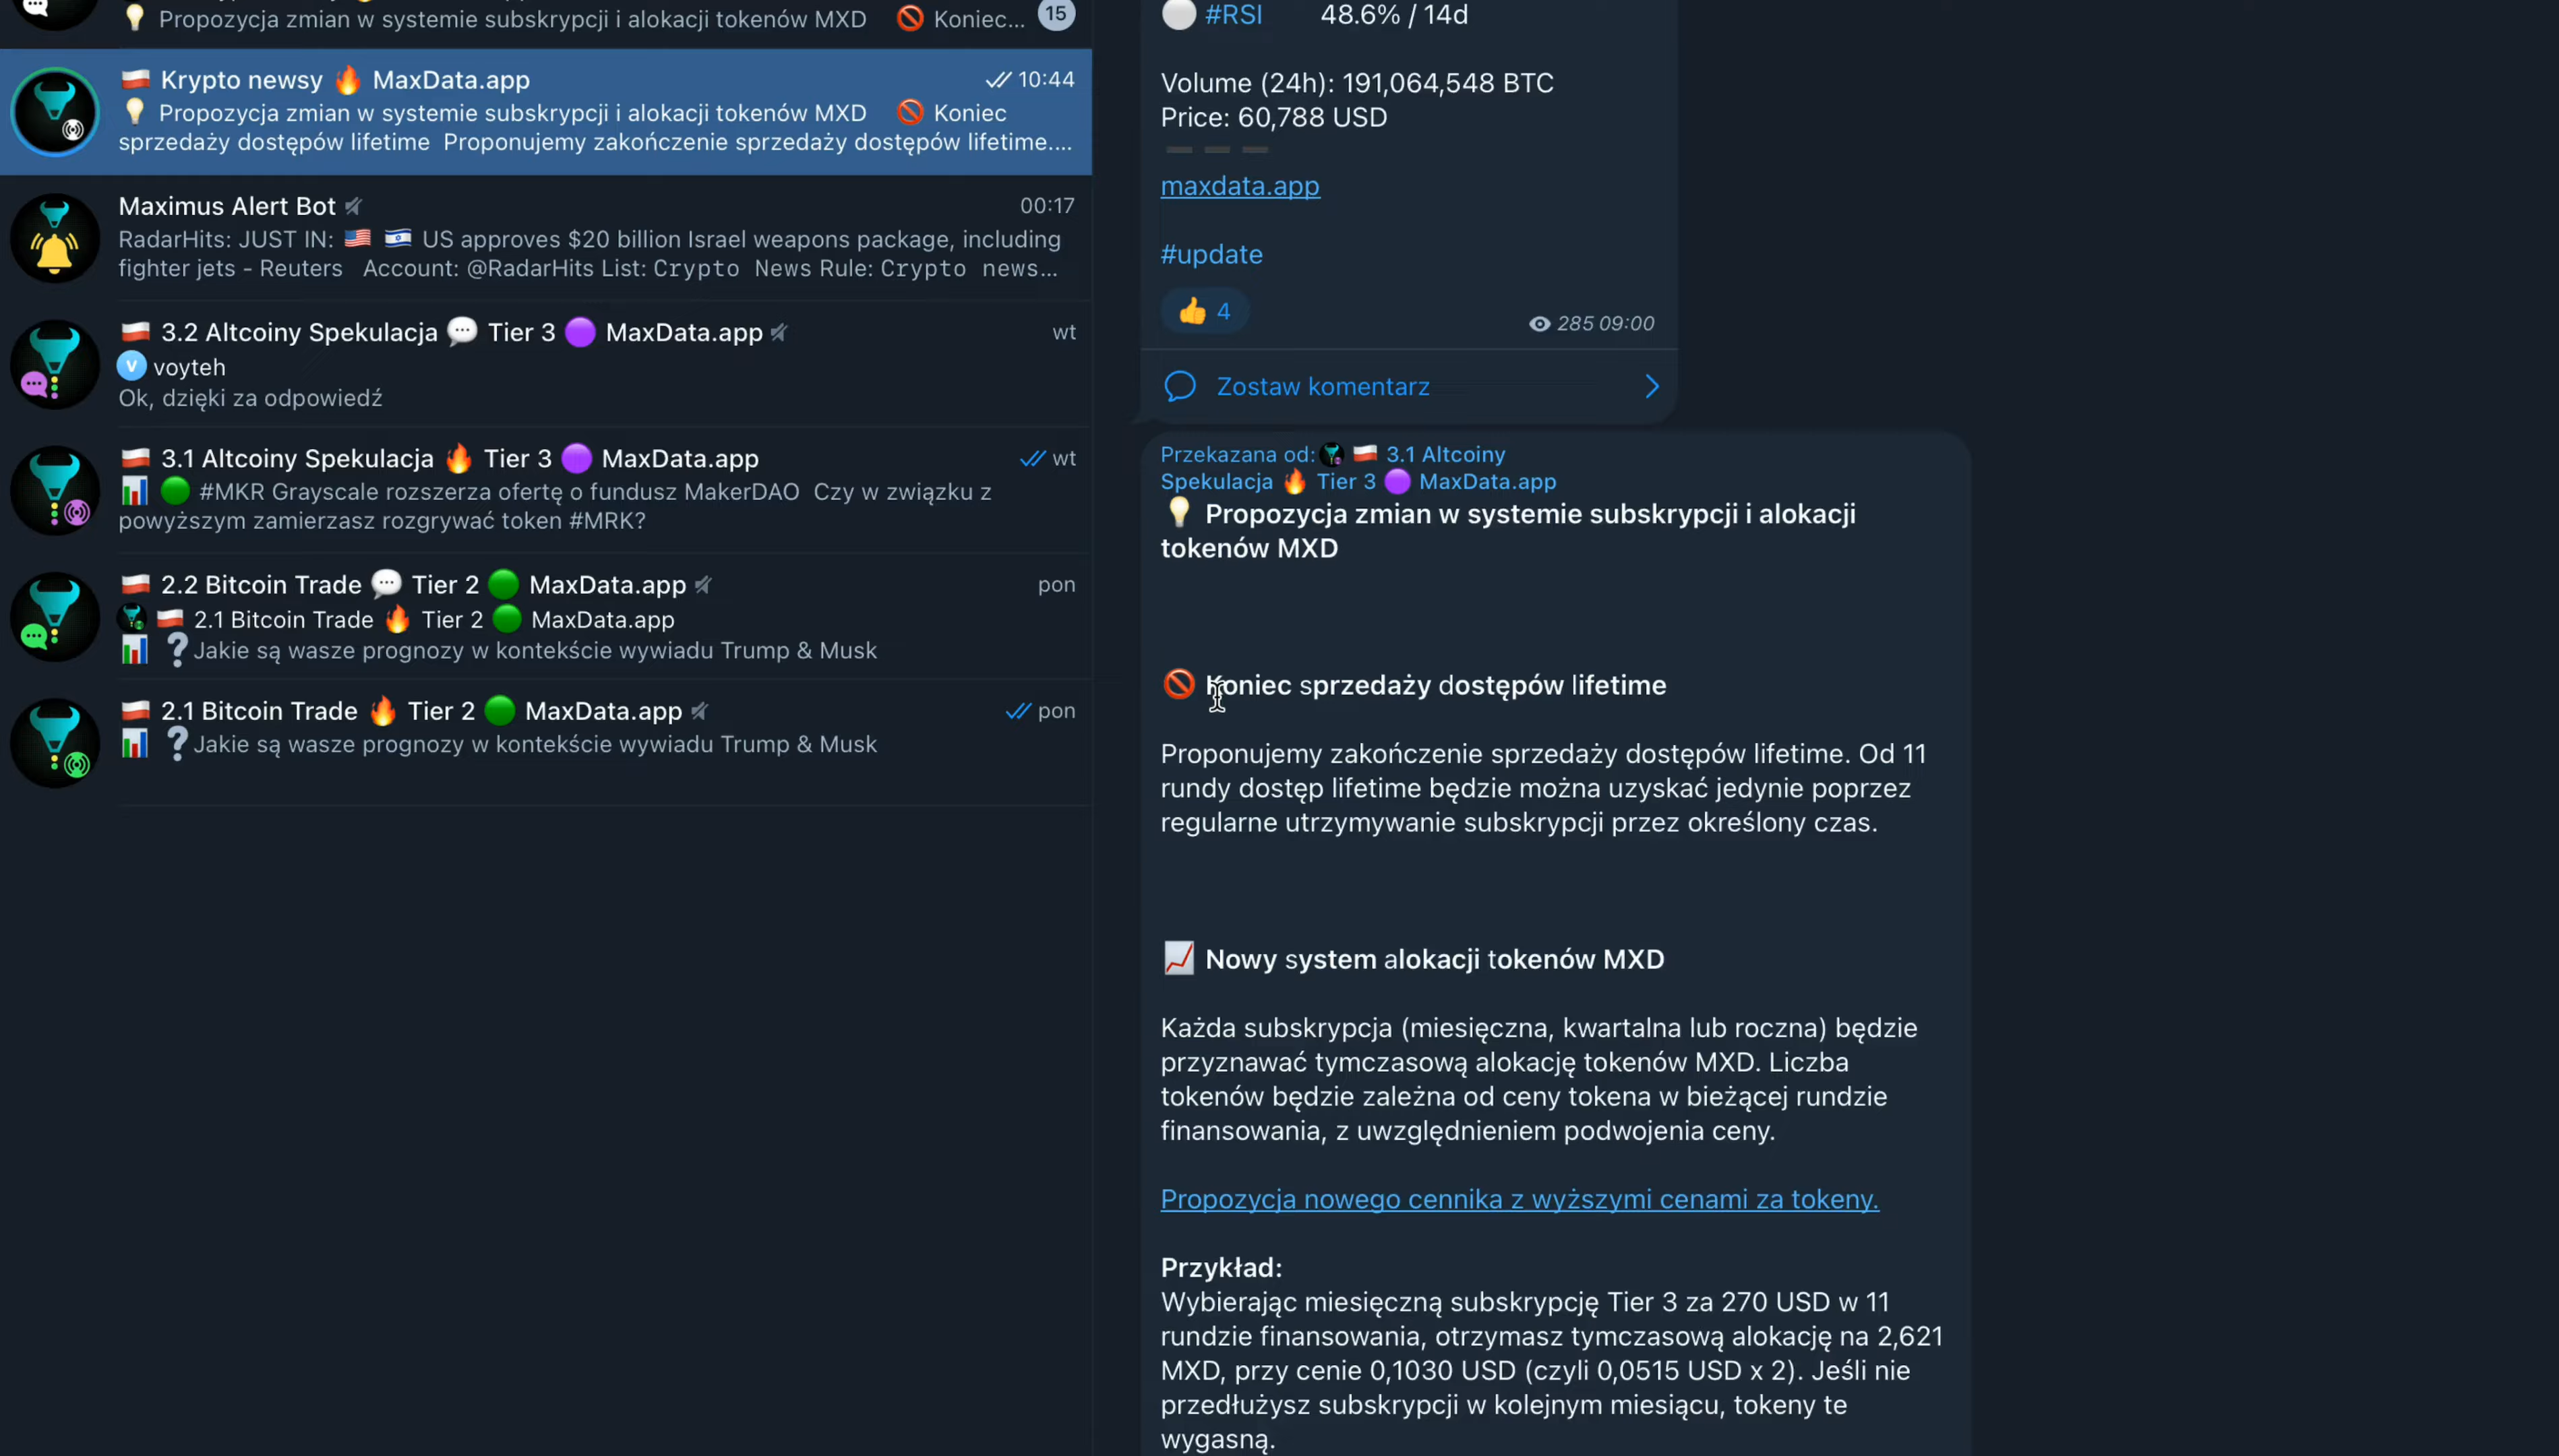 💡 Propozycja zmian w systemie subskrypcji i alokacji tokenów MXD 🚫 Koniec... 15
🇵🇱 Krypto newsy 🔥 MaxData.app 10:44
💡 Propozycja zmian w systemie subskrypcji i alokacji tokenów MXD 🚫 Koniec
sprzedaży dostępów lifetime Proponujemy zakończenie sprzedaży dostępów lifetime....
Maximus Alert Bot 00:17
RadarHits: JUST IN: 🇺🇸 🇮🇱 US approves $20 billion Israel weapons package, including
fighter jets - Reuters Account: @RadarHits List: Crypto News Rule: Crypto news...
🇵🇱 3.2 Altcoiny Spekulacja 💬 Tier 3 🟣 MaxData.app wt
V voyteh
Ok, dzięki za odpowiedź
🇵🇱 3.1 Altcoiny Spekulacja 🔥 Tier 3 🟣 MaxData.app wt
📊 🟢 #MKR Grayscale rozszerza ofertę o fundusz MakerDAO Czy w związku z
powyższym zamierzasz rozgrywać token #MRK?
🇵🇱 2.2 Bitcoin Trade 💬 Tier 2 🟢 MaxData.app pon
🇵🇱 2.1 Bitcoin Trade 🔥 Tier 2 🟢 MaxData.app
📊 ❔Jakie są wasze prognozy w kontekście wywiadu Trump & Musk
🇵🇱 2.1 Bitcoin Trade 🔥 Tier 2 🟢 MaxData.app pon
📊 ❔Jakie są wasze prognozy w kontekście wywiadu Trump & Musk
⚪ #RSI 48.6% / 14d
Volume (24h): 191,064,548 BTC
Price: 60,788 USD
➖➖➖
maxdata.app
#update
👍 4
285 09:00
Zostaw komentarz
Przekazana od: 🇵🇱 3.1 Altcoiny
Spekulacja 🔥 Tier 3 🟣 MaxData.app
💡 Propozycja zmian w systemie subskrypcji i alokacji
tokenów MXD
🚫 Koniec sprzedaży dostępów lifetime
Proponujemy zakończenie sprzedaży dostępów lifetime. Od 11
rundy dostęp lifetime będzie można uzyskać jedynie poprzez
regularne utrzymywanie subskrypcji przez określony czas.
📈 Nowy system alokacji tokenów MXD
Każda subskrypcja (miesięczna, kwartalna lub roczna) będzie
przyznawać tymczasową alokację tokenów MXD. Liczba
tokenów będzie zależna od ceny tokena w bieżącej rundzie
finansowania, z uwzględnieniem podwojenia ceny.
Propozycja nowego cennika z wyższymi cenami za tokeny.
Przykład:
Wybierając miesięczną subskrypcję Tier 3 za 270 USD w 11
rundzie finansowania, otrzymasz tymczasową alokację na 2,621
MXD, przy cenie 0,1030 USD (czyli 0,0515 USD x 2). Jeśli nie
przedłużysz subskrypcji w kolejnym miesiącu, tokeny te
wygasną.